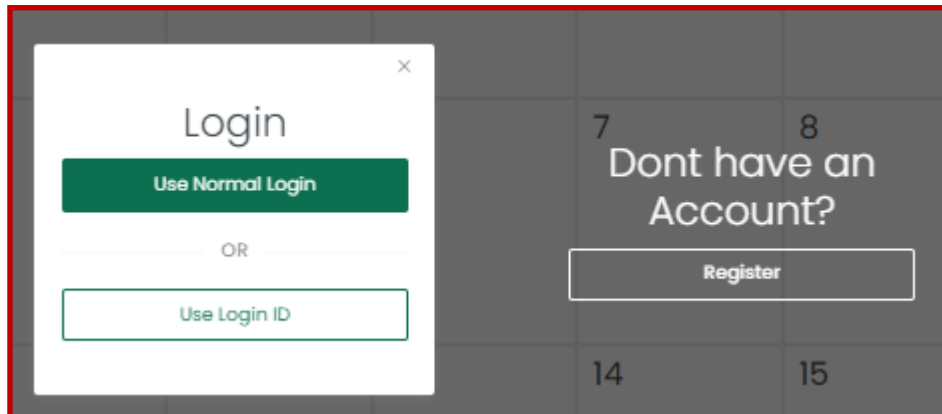 ×
Login
Use Normal Login
OR
Use Login ID
7
8
Dont have an
Account?
Register
14
15